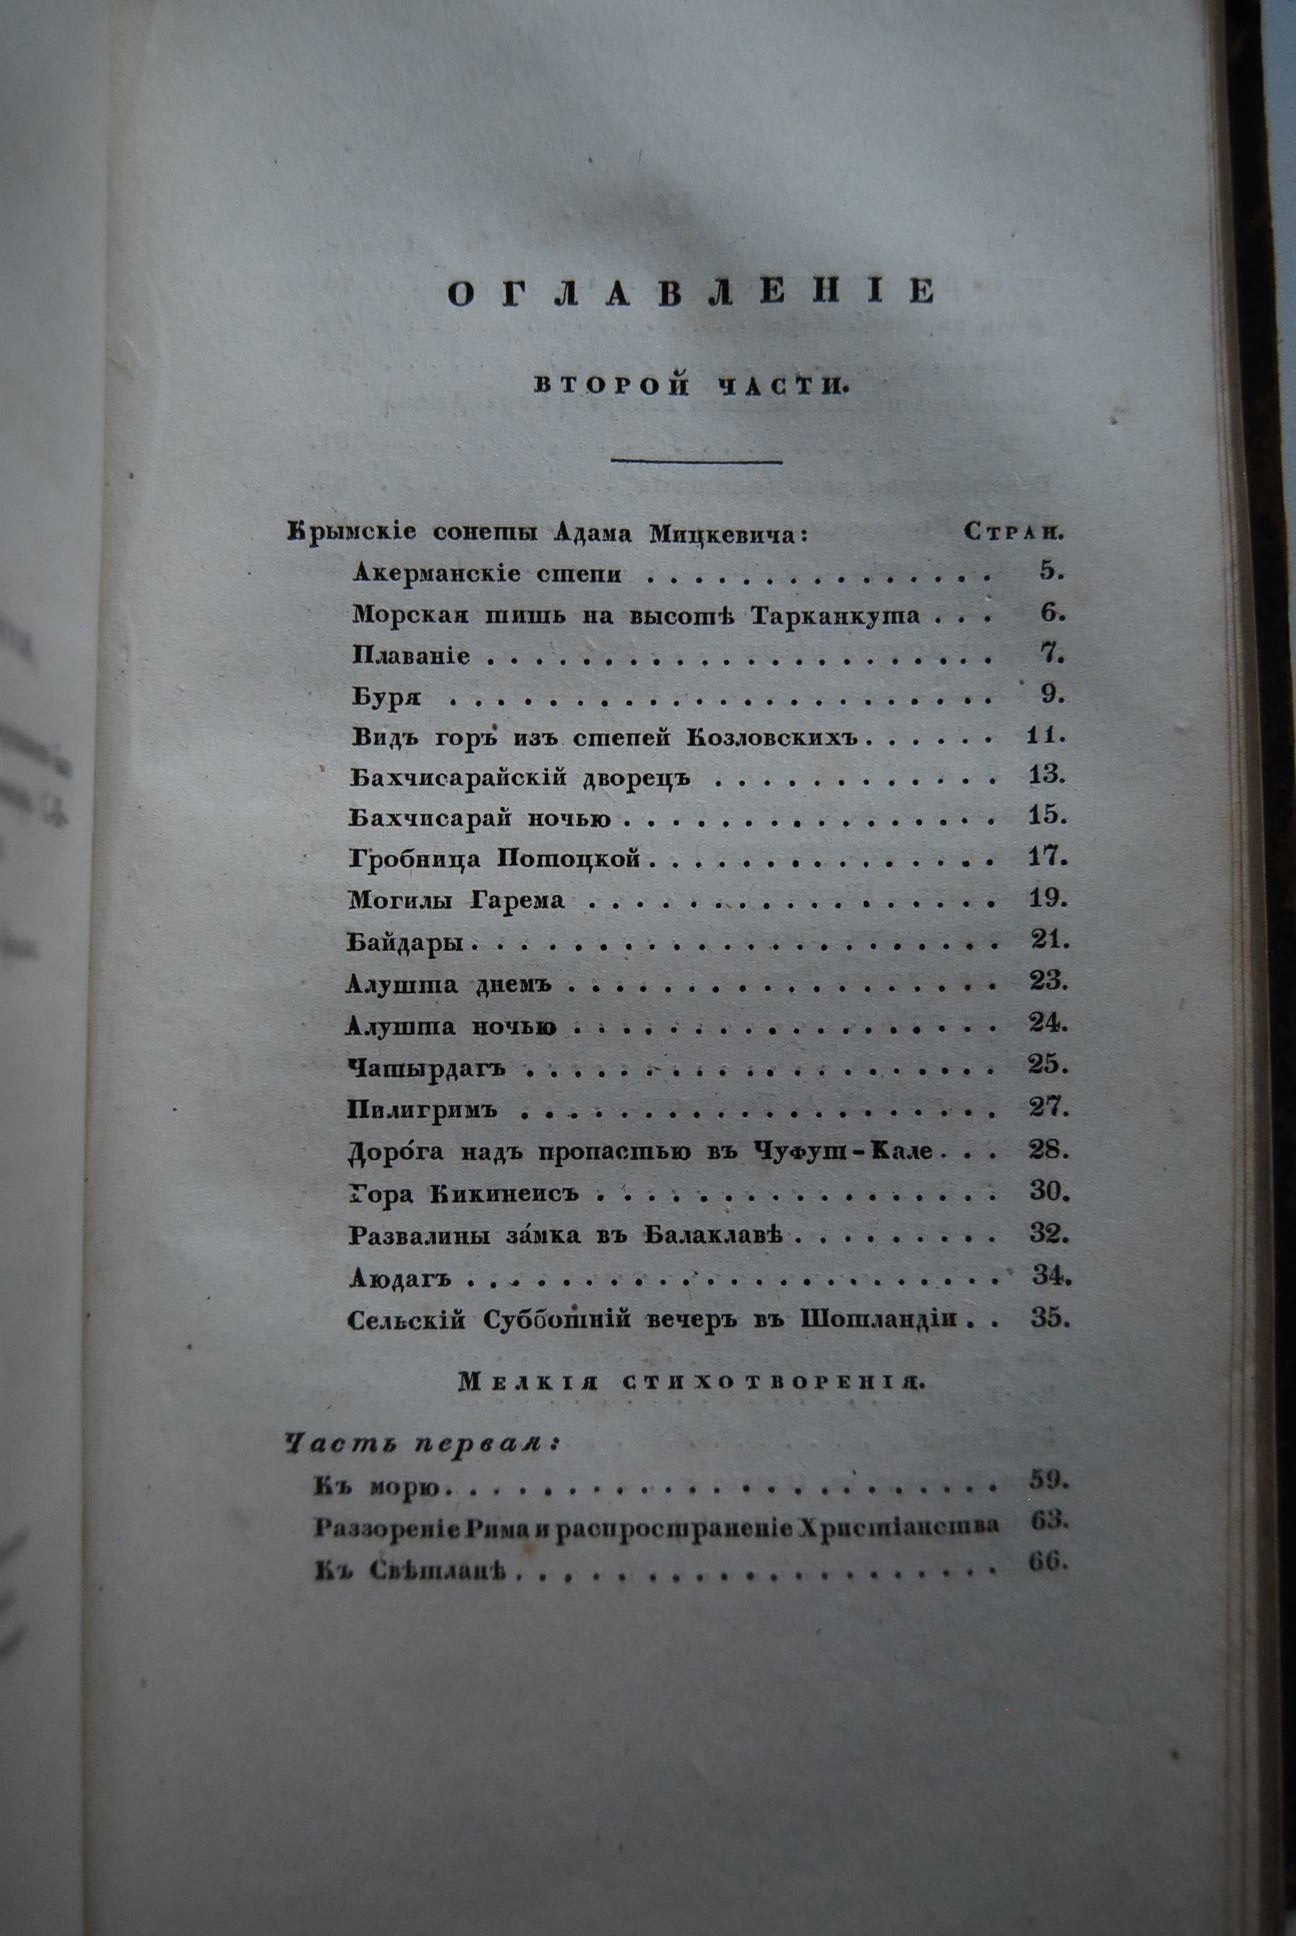 ОГЛАВЛЕНІЕ
ВТОРОЙ ЧАСТИ.
Крымскіе сонеты Адама Мицкевича: Стран.
Акерманскіе степи . . . . . . . . . . . . . . . 5.
Морская тишь на высотѣ Тарканкута . . . 6.
Плаваніе . . . . . . . . . . . . . . . . . . . . . . 7.
Буря . . . . . . . . . . . . . . . . . . . . . . . 9.
Видъ горъ изъ степей Козловскихъ . . . . . . 11.
Бахчисарайскій дворецъ . . . . . . . . . . . . 13.
Бахчисарай ночью . . . . . . . . . . . . . . . . 15.
Гробница Потоцкой . . . . . . . . . . . . . . . 17.
Могилы Гарема . . . . . . . . . . . . . . . . . 19.
Байдары . . . . . . . . . . . . . . . . . . . . . . 21.
Алушта днемъ . . . . . . . . . . . . . . . . . . 23.
Алушта ночью . . . . . . . . . . . . . . . . . . 24.
Чатырдагъ . . . . . . . . . . . . . . . . . . . . 25.
Пилигримъ . . . . . . . . . . . . . . . . . . . . 27.
Доро́га надъ пропастью въ Чуфут-Кале . . . 28.
Гора Кикинеисъ . . . . . . . . . . . . . . . . . 30.
Развалины за́мка въ Балаклавѣ . . . . . . . . . 32.
Аюдагъ . . . . . . . . . . . . . . . . . . . . . . 34.
Сельскій Субботній вечеръ въ Шотландіи . . 35.
Мелкія стихотворенія.
Часть первая:
Къ морю . . . . . . . . . . . . . . . . . . . . . . . 59.
Раззореніе Рима и распространеніе Христіанства 63.
Къ Свѣтланѣ . . . . . . . . . . . . . . . . . . . . 66.